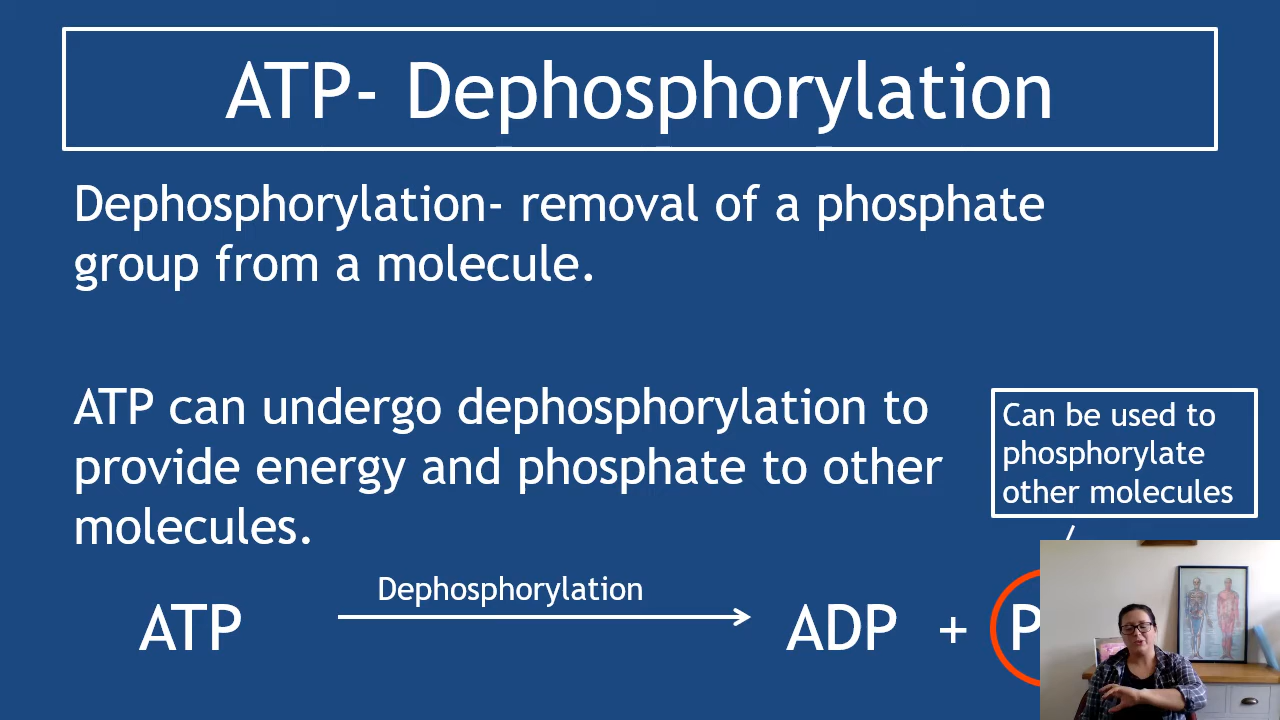 ATP- Dephosphorylation
Dephosphorylation- removal of a phosphate
group from a molecule.
ATP can undergo dephosphorylation to
provide energy and phosphate to other
molecules.
Can be used to
phosphorylate
other molecules
Dephosphorylation
ATP
ADP + P